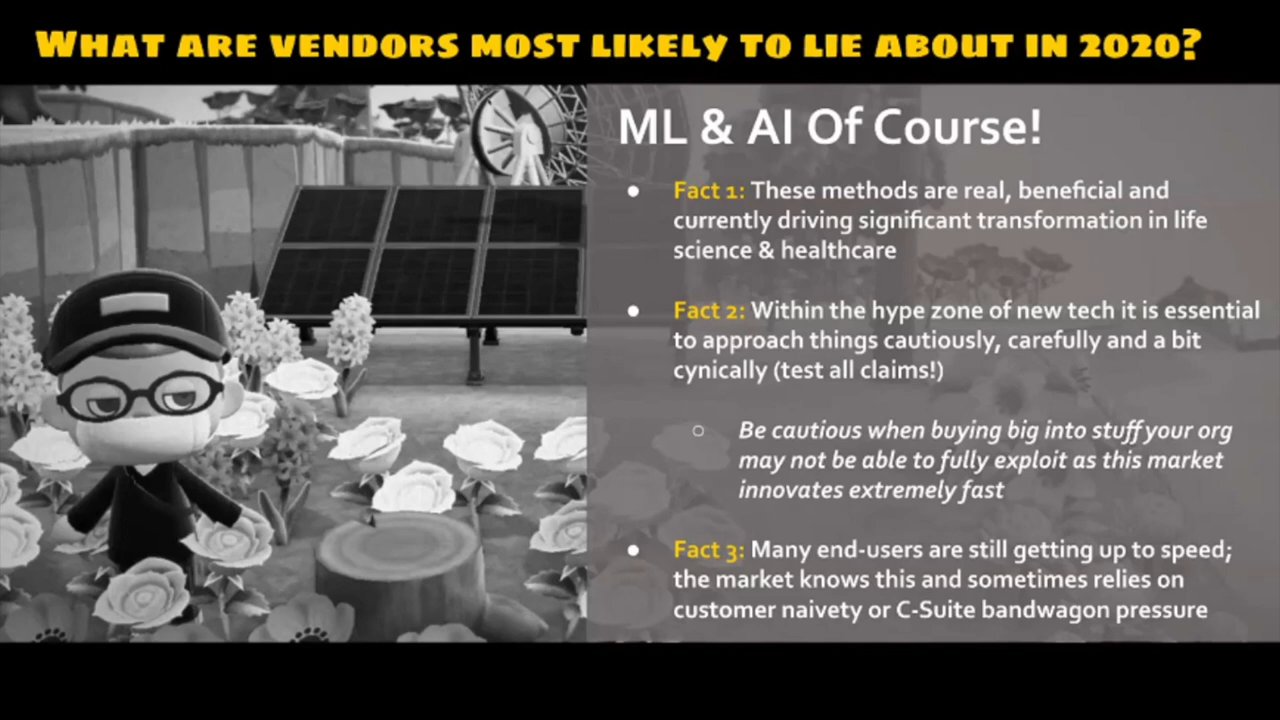 WHAT ARE VENDORS MOST LIKELY TO LIE ABOUT IN 2020?
ML & AI Of Course!
● Fact 1: These methods are real, beneficial and
currently driving significant transformation in life
science & healthcare
● Fact 2: Within the hype zone of new tech it is essential
to approach things cautiously, carefully and a bit
cynically (test all claims!)
○ Be cautious when buying big into stuff your org
may not be able to fully exploit as this market
innovates extremely fast
● Fact 3: Many end-users are still getting up to speed;
the market knows this and sometimes relies on
customer naivety or C-Suite bandwagon pressure